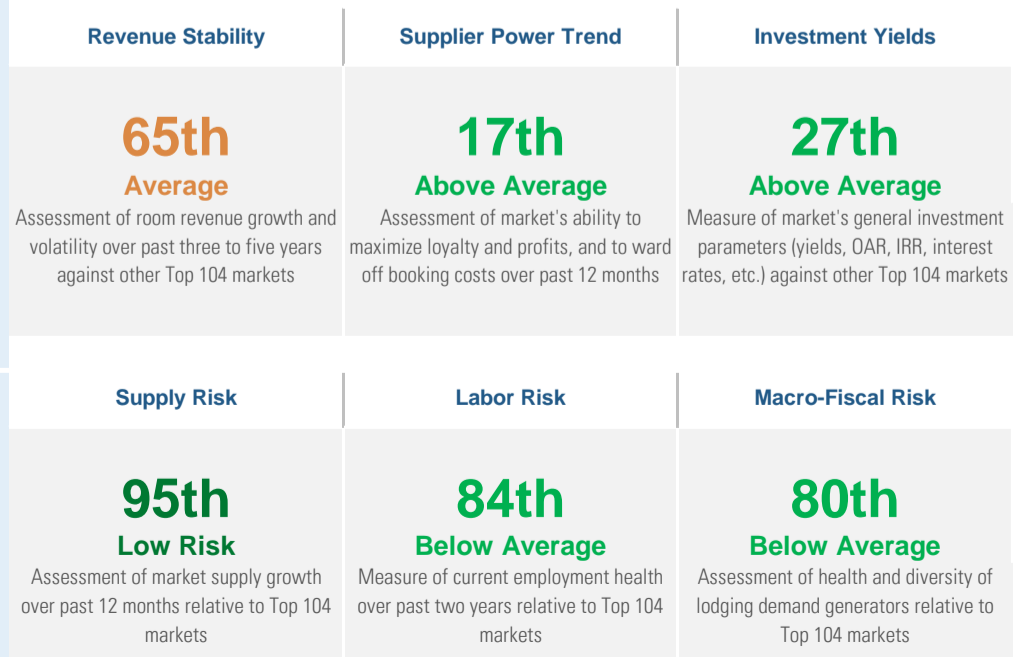 Revenue Stability
Supplier Power Trend
Investment Yields
65th
Average
Assessment of room revenue growth and
volatility over past three to five years
against other Top 104 markets
17th
Above Average
Assessment of market's ability to
maximize loyalty and profits, and to ward
off booking costs over past 12 months
27th
Above Average
Measure of market's general investment
parameters (yields, OAR, IRR, interest
rates, etc.) against other Top 104 markets
Supply Risk
Labor Risk
Macro-Fiscal Risk
95th
Low Risk
Assessment of market supply growth
over past 12 months relative to Top 104
markets
84th
Below Average
Measure of current employment health
over past two years relative to Top 104
markets
80th
Below Average
Assessment of health and diversity of
lodging demand generators relative to
Top 104 markets